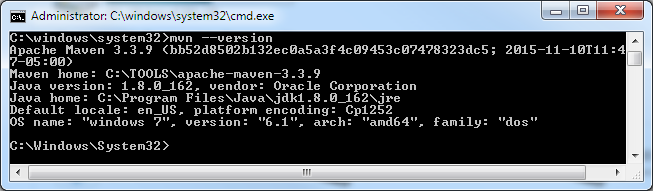 Administrator: C:\windows\system32\cmd.exe
C:\windows\system32>mvn --version
Apache Maven 3.3.9 (bb52d8502b132ec0a5a3f4c09453c07478323dc5; 2015-11-10T11:4
7-05:00)
Maven home: C:\TOOLS\apache-maven-3.3.9
Java version: 1.8.0_162, vendor: Oracle Corporation
Java home: C:\Program Files\Java\jdk1.8.0_162\jre
Default locale: en_US, platform encoding: Cp1252
OS name: "windows 7", version: "6.1", arch: "amd64", family: "dos"
C:\Windows\System32>